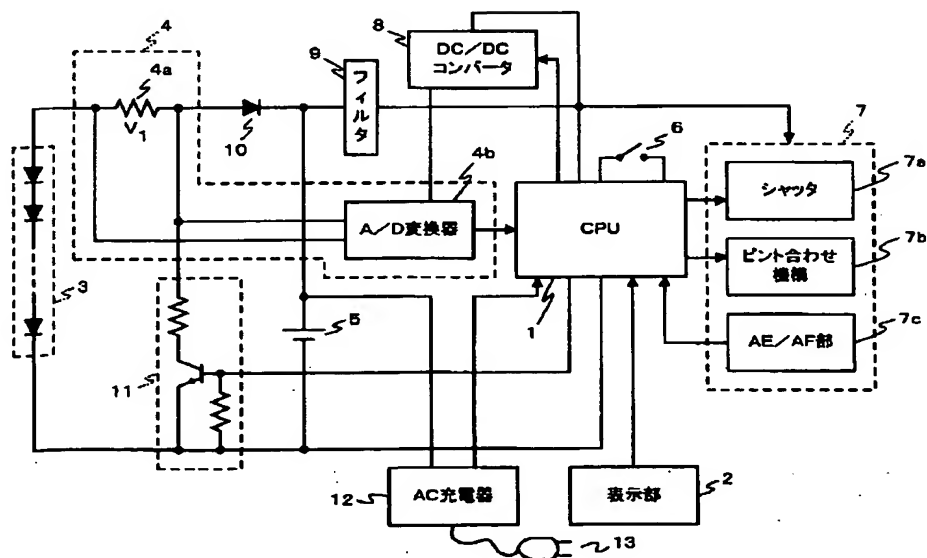 4
8
DC／DC
コンバータ
9
4a
フィルタ
V1
10
6
7
4b
7a
シャッタ
A／D変換器
CPU
7b
ピント合わせ
機構
3
5
1
7c
AE／AF部
11
12
AC充電器
表示部
2
13